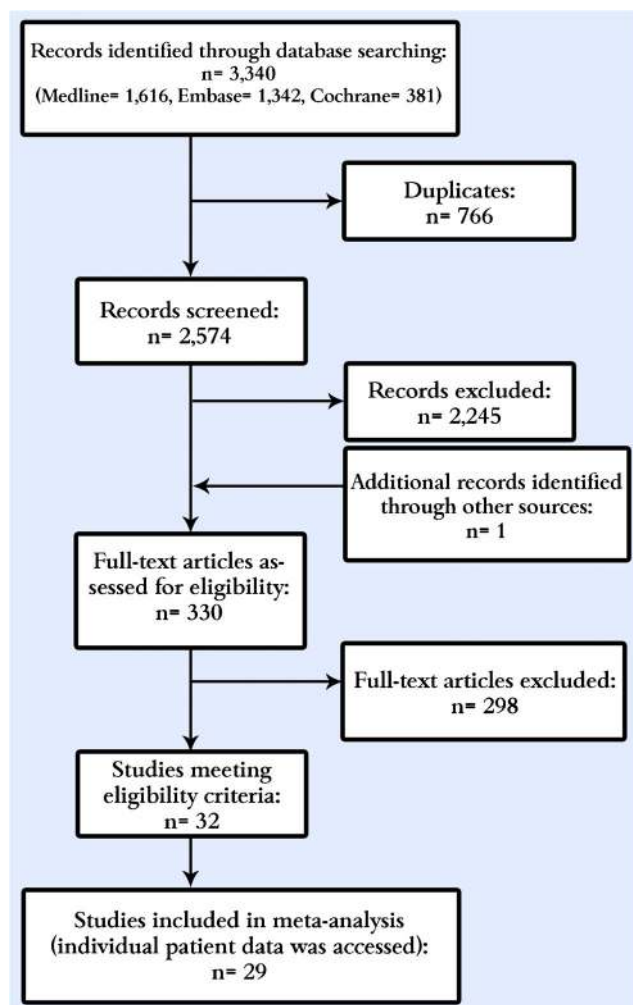 Records identified through database searching:
n= 3,340
(Medline= 1,616, Embase= 1,342, Cochrane= 381)
Duplicates:
n= 766
Records screened:
n= 2,574
Records excluded:
n= 2,245
Additional records identified
through other sources:
n= 1
Full-text articles as-
sessed for eligibility:
n= 330
Full-text articles excluded:
n= 298
Studies meeting
eligibility criteria:
n= 32
Studies included in meta-analysis
(individual patient data was accessed):
n= 29